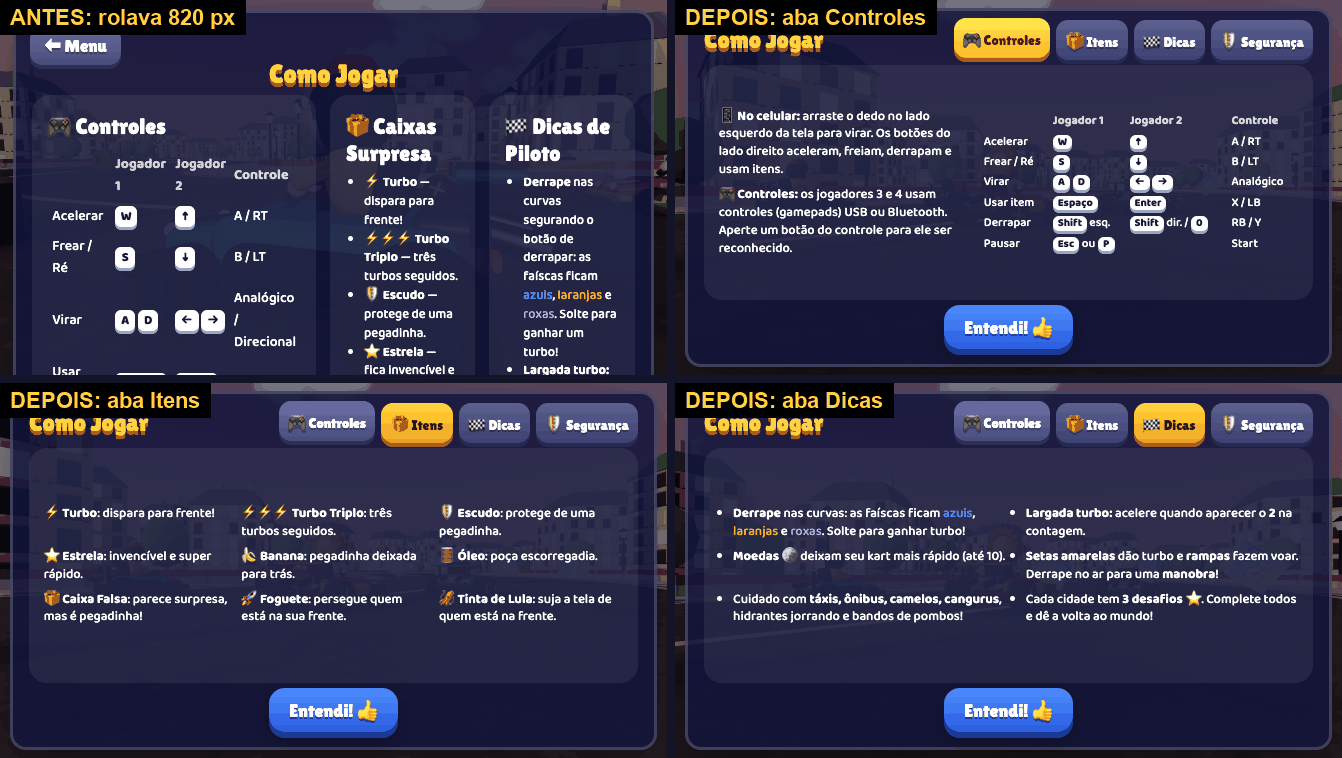 ANTES: rolava 820 px
🡸 Menu
Como Jogar
🎮 Controles
Jogador 1
Jogador 2
Controle
Acelerar W ↑ A / RT
Frear / Ré S ↓ B / LT
Virar A D ← → Analógico / Direcional
Usar
🎁 Caixas
Surpresa
• ⚡ Turbo —
dispara para
frente!
• ⚡⚡⚡ Turbo
Triplo — três
turbos seguidos.
• 🛡️ Escudo —
protege de uma
pegadinha.
• ⭐ Estrela —
fica invencível e
🏁 Dicas de
Piloto
• Derrape nas
curvas
segurando o
botão de
derrapar: as
faíscas ficam
azuis, laranjas e
roxas. Solte para
ganhar um
turbo!
• Largada turbo:
DEPOIS: aba Controles
Como Jogar
🎮 Controles
🎁 Itens
🏁 Dicas
🛡️ Segurança
No celular: arraste o dedo no lado
esquerdo da tela para virar. Os botões do
lado direito aceleram, freiam, derrapam e
usam itens.
🎮 Controles: os jogadores 3 e 4 usam
controles (gamepads) USB ou Bluetooth.
Aperte um botão do controle para ele ser
reconhecido.
Jogador 1 Jogador 2 Controle
Acelerar W ↑ A / RT
Frear / Ré S ↓ B / LT
Virar A D ← → Analógico
Usar item Espaço Enter X / LB
Derrapar Shift esq. Shift dir. / O RB / Y
Pausar Esc ou P Start
Entendi! 👍
DEPOIS: aba Itens
Como Jogar
🎮 Controles
🎁 Itens
🏁 Dicas
🛡️ Segurança
⚡ Turbo: dispara para frente!
⚡⚡⚡ Turbo Triplo: três
turbos seguidos.
🛡️ Escudo: protege de uma
pegadinha.
⭐ Estrela: invencível e super
rápido.
🍌 Banana: pegadinha deixada
para trás.
🛢️ Óleo: poça escorregadia.
🎁 Caixa Falsa: parece surpresa,
mas é pegadinha!
🚀 Foguete: persegue quem
está na sua frente.
🦑 Tinta de Lula: suja a tela de
quem está na frente.
Entendi! 👍
DEPOIS: aba Dicas
Como Jogar
🎮 Controles
🎁 Itens
🏁 Dicas
🛡️ Segurança
• Derrape nas curvas: as faíscas ficam azuis,
laranjas e roxas. Solte para ganhar turbo!
• Largada turbo: acelere quando aparecer o 2 na
contagem.
• Moedas deixam seu kart mais rápido (até 10).
• Setas amarelas dão turbo e rampas fazem voar.
Derrape no ar para uma manobra!
• Cuidado com táxis, ônibus, camelos, cangurus,
hidrantes jorrando e bandos de pombos!
• Cada cidade tem 3 desafios ⭐. Complete todos
e dê a volta ao mundo!
Entendi! 👍